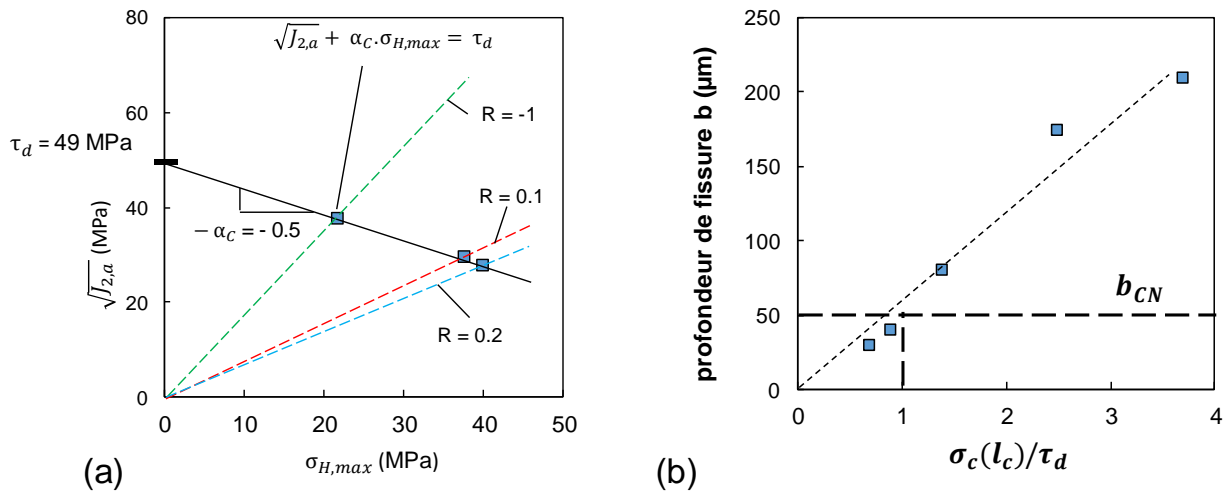 80
60
40
20
0
√J2,a (MPa)
τd = 49 MPa
√J2,a + αC.σH,max = τd
R = -1
R = 0.1
R = 0.2
− αC = - 0.5
0 10 20 30 40 50
σH,max (MPa)
(a)
profondeur de fissure b (µm)
250
200
150
100
50
0
bCN
0 1 2 3 4
σc(lc)/τd
(b)